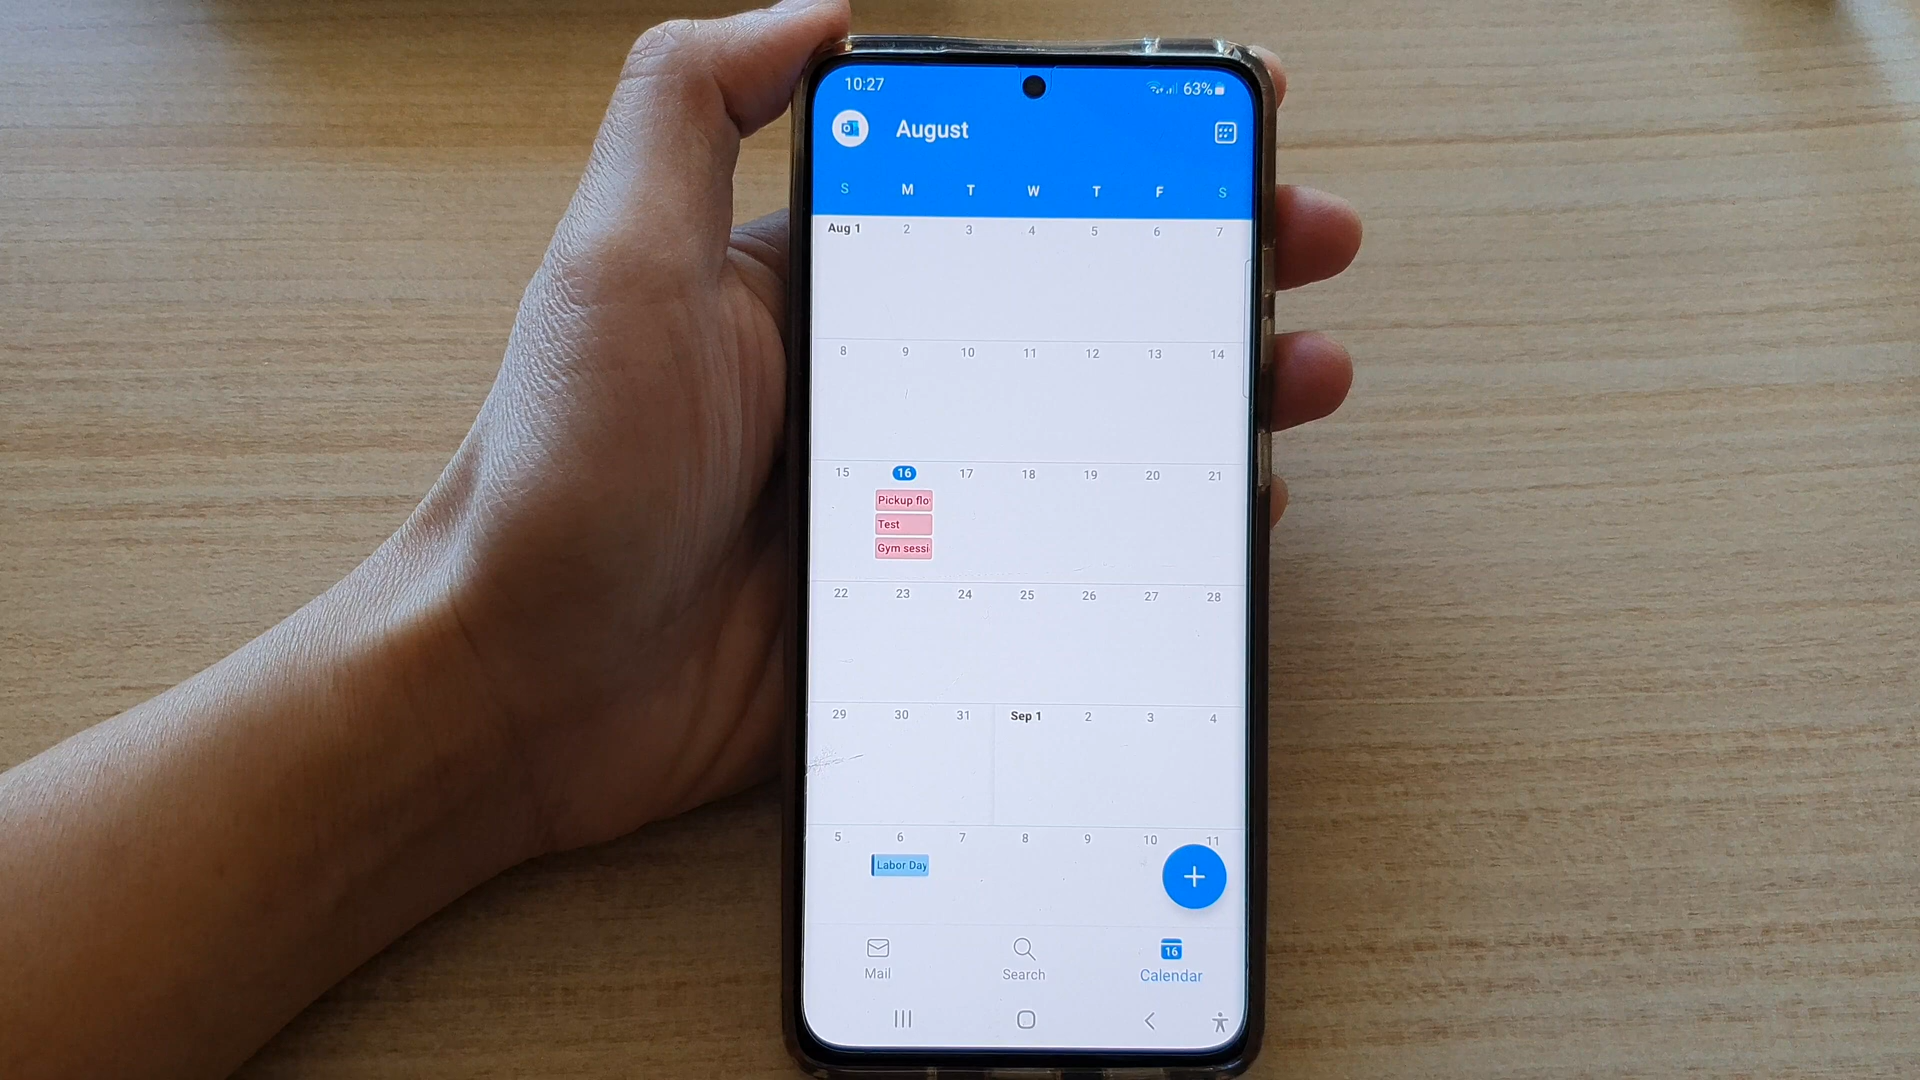 10:27 63%
August
S M T W T F S
Aug 1 2 3 4 5 6 7
8 9 10 11 12 13 14
15 16 17 18 19 20 21
Pickup flo
Test
Gym sessi
22 23 24 25 26 27 28
29 30 31 Sep 1 2 3 4
5 6 7 8 9 10 11
Labor Day
+
16
Mail Search Calendar